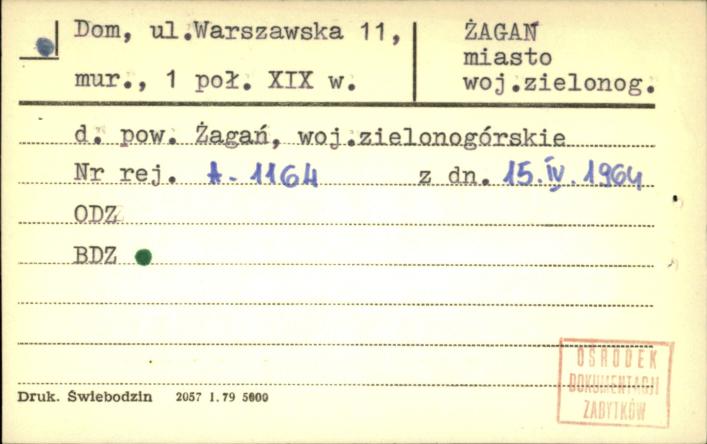 Dom, ul.Warszawska 11,
mur., 1 poł. XIX w.
ŻAGAŃ
miasto
woj.zielonog.
d. pow. Żagań, woj.zielonogórskie
Nr rej. A-1164 z dn. 15.IV.1964
ODZ
BDZ
OŚRODEK
DOKUMENTACJI
ZABYTKÓW
Druk. Świebodzin 2057 1.79 5000